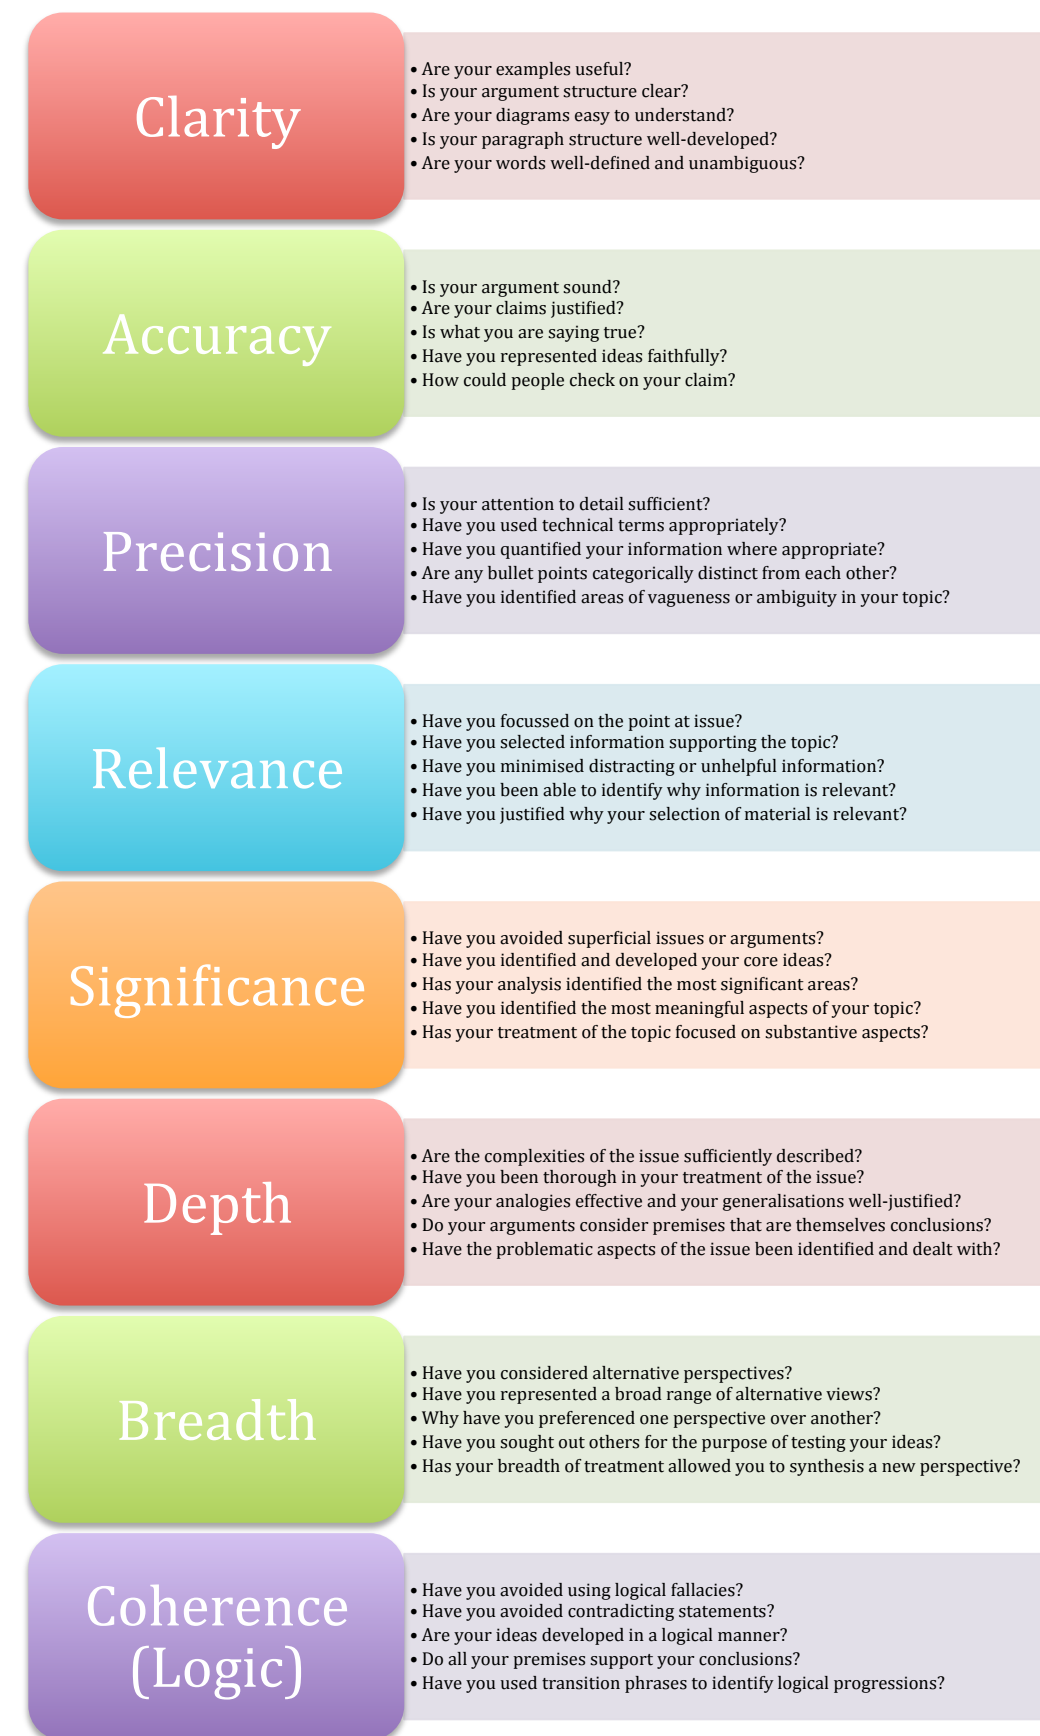 Clarity
• Are your examples useful?
• Is your argument structure clear?
• Are your diagrams easy to understand?
• Is your paragraph structure well-developed?
• Are your words well-defined and unambiguous?
Accuracy
• Is your argument sound?
• Are your claims justified?
• Is what you are saying true?
• Have you represented ideas faithfully?
• How could people check on your claim?
Precision
• Is your attention to detail sufficient?
• Have you used technical terms appropriately?
• Have you quantified your information where appropriate?
• Are any bullet points categorically distinct from each other?
• Have you identified areas of vagueness or ambiguity in your topic?
Relevance
• Have you focussed on the point at issue?
• Have you selected information supporting the topic?
• Have you minimised distracting or unhelpful information?
• Have you been able to identify why information is relevant?
• Have you justified why your selection of material is relevant?
Significance
• Have you avoided superficial issues or arguments?
• Have you identified and developed your core ideas?
• Has your analysis identified the most significant areas?
• Have you identified the most meaningful aspects of your topic?
• Has your treatment of the topic focused on substantive aspects?
Depth
• Are the complexities of the issue sufficiently described?
• Have you been thorough in your treatment of the issue?
• Are your analogies effective and your generalisations well-justified?
• Do your arguments consider premises that are themselves conclusions?
• Have the problematic aspects of the issue been identified and dealt with?
Breadth
• Have you considered alternative perspectives?
• Have you represented a broad range of alternative views?
• Why have you preferenced one perspective over another?
• Have you sought out others for the purpose of testing your ideas?
• Has your breadth of treatment allowed you to synthesis a new perspective?
Coherence
(Logic)
• Have you avoided using logical fallacies?
• Have you avoided contradicting statements?
• Are your ideas developed in a logical manner?
• Do all your premises support your conclusions?
• Have you used transition phrases to identify logical progressions?